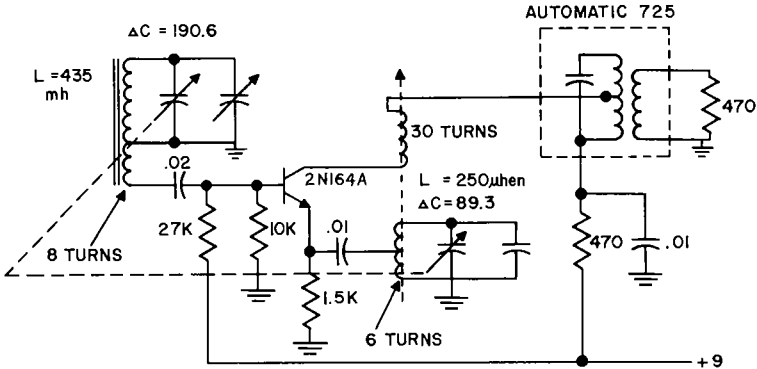 AUTOMATIC 725
ΔC = 190.6
L = 435
mh
470
30 TURNS
.02
2N164A
L = 250μhen
ΔC = 89.3
27K
10K
.01
8 TURNS
470
.01
1.5K
6 TURNS
+9